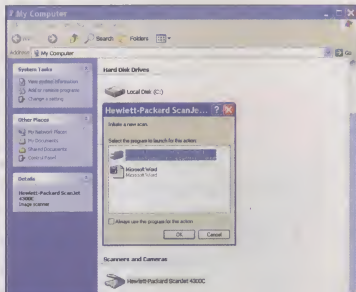 My Computer
Search Folders
Address My Computer Go
System Tasks
View system information
Add or remove programs
Change a setting
Other Places
My Network Places
My Documents
Shared Documents
Control Panel
Details
Hewlett-Packard ScanJet
4300C
Image scanner
Hard Disk Drives
Local Disk (C:)
Hewlett-Packard ScanJe... ?
Initiate a new scan.
Select the program to launch for this action:
Microsoft Word
Microsoft Word
Always use this program for this action
OK Cancel
Scanners and Cameras
Hewlett-Packard ScanJet 4300C